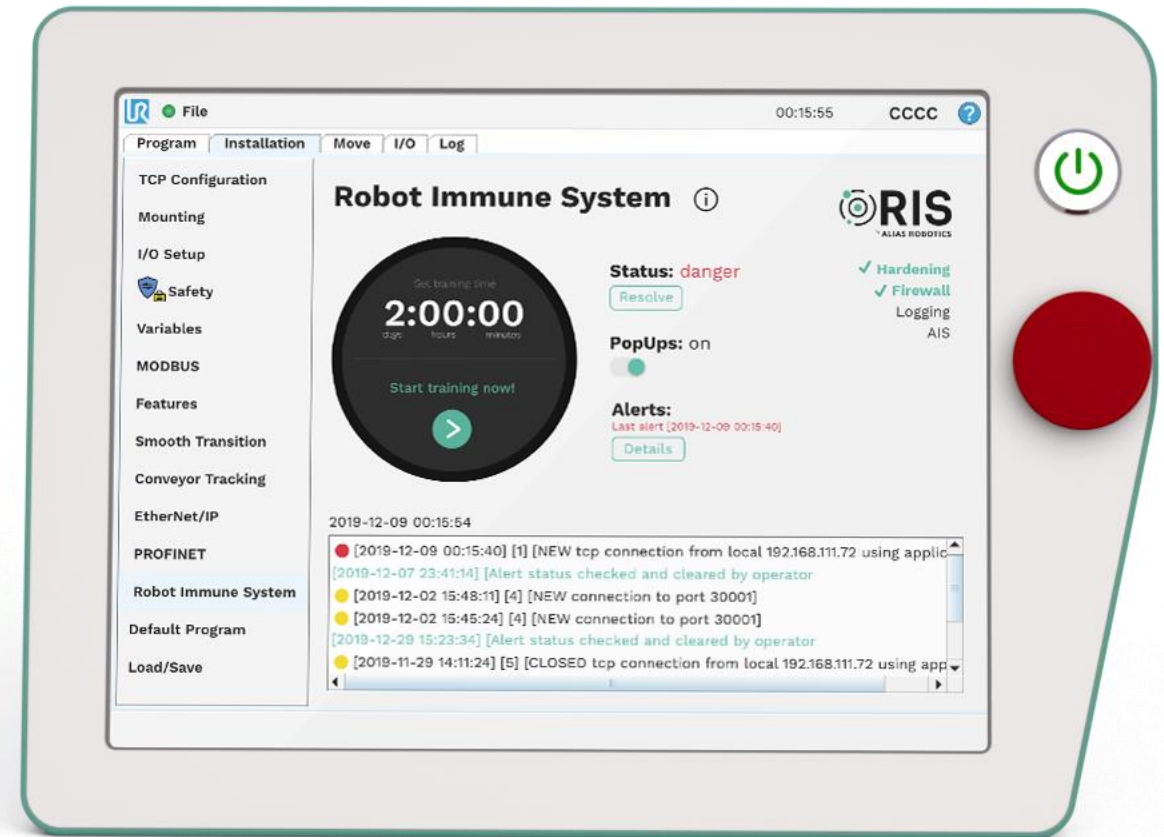 UR File 00:15:55 CCCC ?
Program Installation Move I/O Log
TCP Configuration
Mounting
I/O Setup
Safety
Variables
MODBUS
Features
Smooth Transition
Conveyor Tracking
EtherNet/IP
PROFINET
Robot Immune System
Default Program
Load/Save
Robot Immune System i
RIS
BY ALIAS ROBOTICS
Set training time
2:00:00
days hours minutes
Start training now!
Status: danger
Resolve
PopUps: on
Alerts:
Last alert [2019-12-09 00:15:40]
Details
Hardening
Firewall
Logging
AIS
2019-12-09 00:15:54
[2019-12-09 00:15:40] [1] [NEW tcp connection from local 192.168.111.72 using applic
[2019-12-07 23:41:14] [Alert status checked and cleared by operator
[2019-12-02 15:48:11] [4] [NEW connection to port 30001]
[2019-12-02 15:45:24] [4] [NEW connection to port 30001]
[2019-12-29 15:23:34] [Alert status checked and cleared by operator
[2019-11-29 14:11:24] [5] [CLOSED tcp connection from local 192.168.111.72 using app